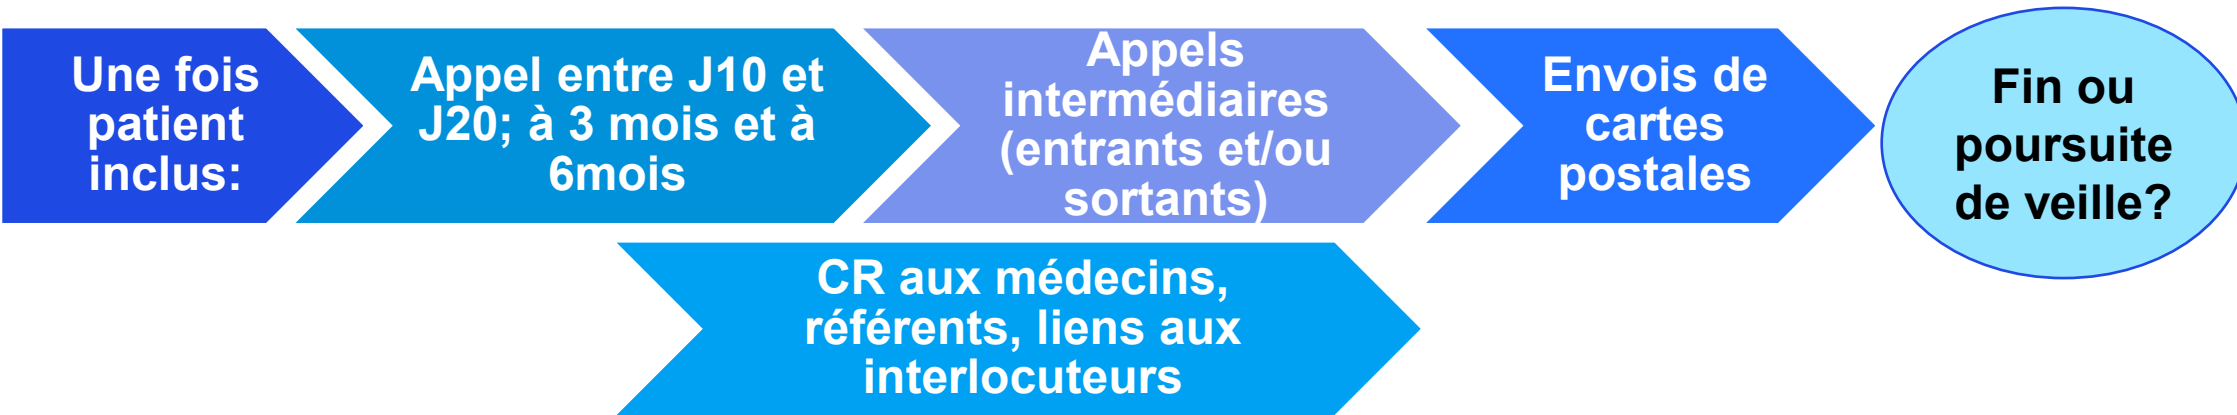 Une fois
patient
inclus:
Appel entre J10 et
J20; à 3 mois et à
6mois
Appels
intermédiaires
(entrants et/ou
sortants)
Envois de
cartes
postales
Fin ou
poursuite
de veille?
CR aux médecins,
référents, liens aux
interlocuteurs